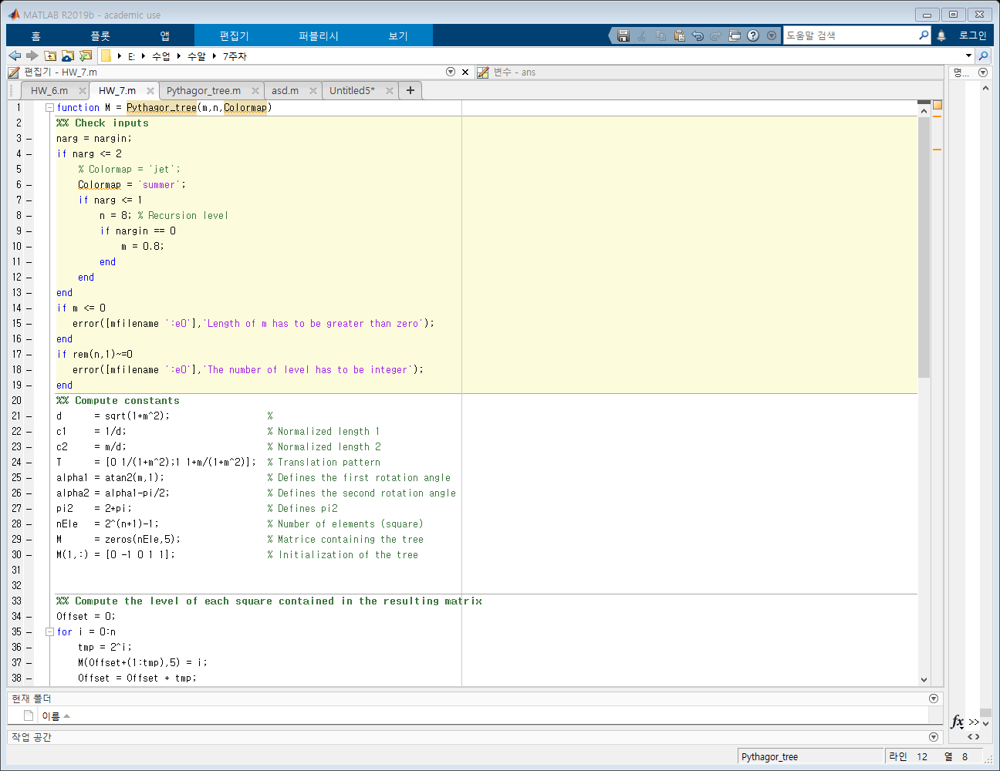 MATLAB R2019b - academic use
홈 플롯 앱 편집기 퍼블리시 보기 도움말 검색 로그인
E: 수업 수알 7주차
편집기 - HW_7.m 변수 - ans 명...
HW_6.m HW_7.m Pythagor_tree.m asd.m Untitled5* +
1 function M = Pythagor_tree(m,n,Colormap)
2 %% Check inputs
3 – narg = nargin;
4 – if narg <= 2
5 % Colormap = 'jet';
6 – Colormap = 'summer';
7 – if narg <= 1
8 – n = 8; % Recursion level
9 – if nargin == 0
10 – m = 0.8;
11 – end
12 – end
13 – end
14 – if m <= 0
15 – error([mfilename ':e0'],'Length of m has to be greater than zero');
16 – end
17 – if rem(n,1)~=0
18 – error([mfilename ':e0'],'The number of level has to be integer');
19 – end
20 %% Compute constants
21 – d = sqrt(1+m^2); %
22 – c1 = 1/d; % Normalized length 1
23 – c2 = m/d; % Normalized length 2
24 – T = [0 1/(1+m^2);1 1+m/(1+m^2)]; % Translation pattern
25 – alpha1 = atan2(m,1); % Defines the first rotation angle
26 – alpha2 = alpha1-pi/2; % Defines the second rotation angle
27 – pi2 = 2*pi; % Defines pi2
28 – nEle = 2^(n+1)-1; % Number of elements (square)
29 – M = zeros(nEle,5); % Matrice containing the tree
30 – M(1,:) = [0 -1 0 1 1]; % Initialization of the tree
31
32
33 %% Compute the level of each square contained in the resulting matrix
34 – Offset = 0;
35 – for i = 0:n
36 – tmp = 2^i;
37 – M(Offset+(1:tmp),5) = i;
38 – Offset = Offset + tmp;
현재 폴더
이름
fx >>
작업 공간
Pythagor_tree 라인 12 열 8